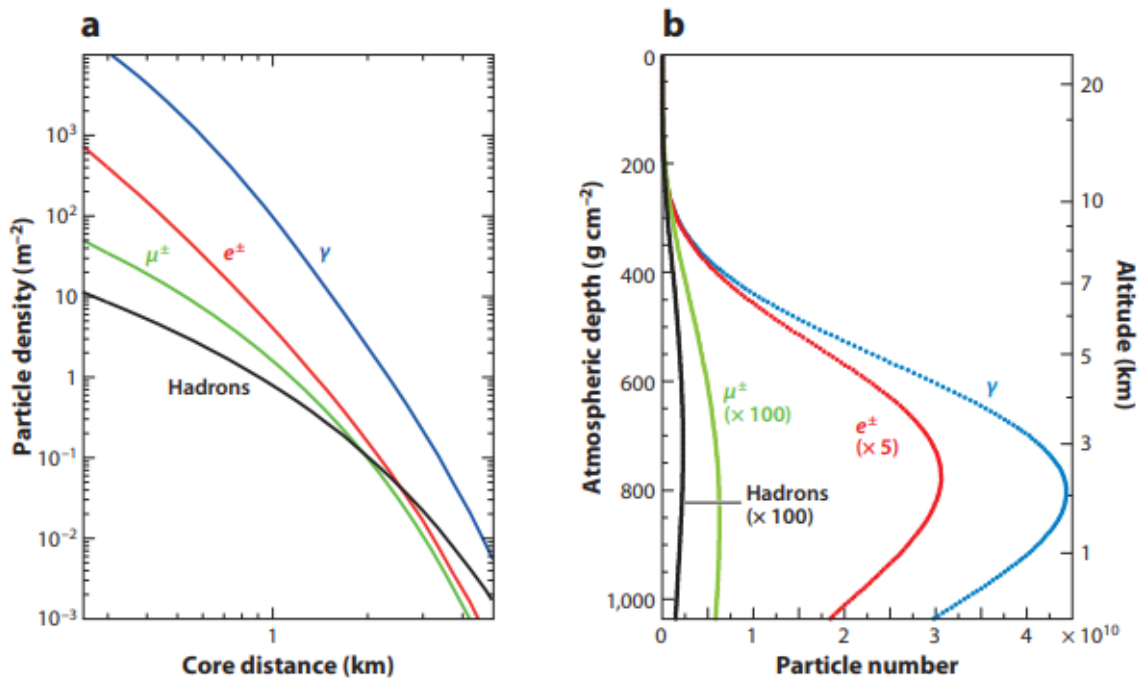 a
Particle density (m⁻²)
10³
10²
10
1
10⁻¹
10⁻²
10⁻³
γ
e±
μ±
Hadrons
1
Core distance (km)
b
Atmospheric depth (g cm⁻²)
0
200
400
600
800
1,000
20
10
7
5
3
1
Altitude (km)
γ
μ±
(× 100)
e±
(× 5)
Hadrons
(× 100)
0 1 2 3 4 × 10¹⁰
Particle number